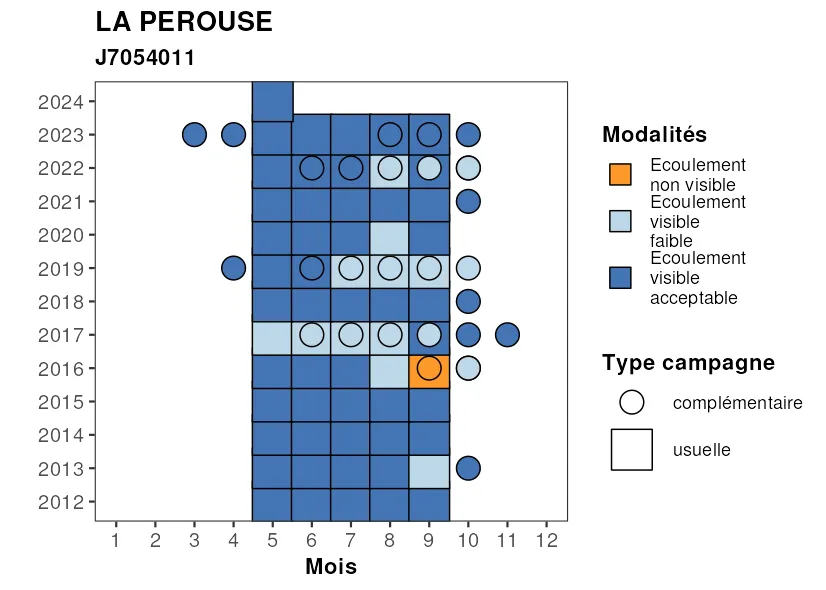 LA PEROUSE
J7054011
2024
2023
2022
2021
2020
2019
2018
2017
2016
2015
2014
2013
2012
1 2 3 4 5 6 7 8 9 10 11 12
Mois
Modalités
Ecoulement
non visible
Ecoulement
visible
faible
Ecoulement
visible
acceptable
Type campagne
complémentaire
usuelle